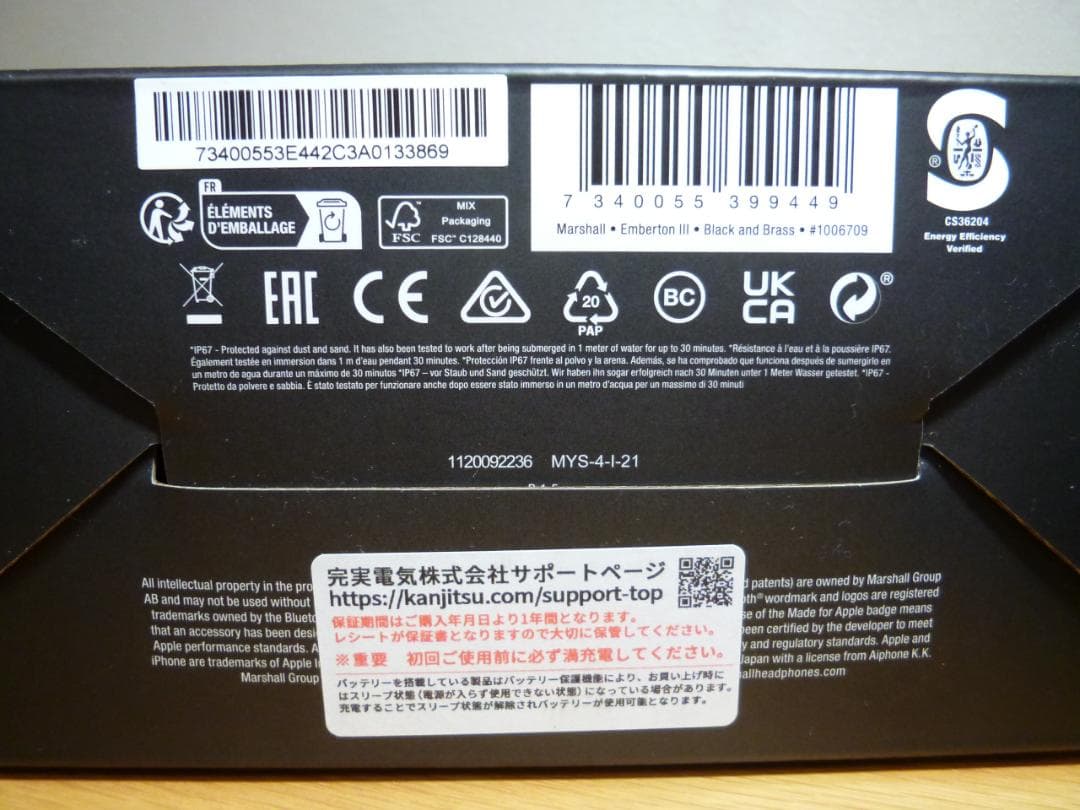 73400553E442C3A0133869
7 340055 399449
Marshall • Emberton III • Black and Brass • #1006709
S
®
CS36204
Energy Efficiency
Verified
FR
ÉLÉMENTS
D'EMBALLAGE
FSC
MIX
Packaging
FSC™ C128440
EAC
CE
20
PAP
BC
UK
CA
®
*IP67 - Protected against dust and sand. It has also been tested to work after being submerged in 1 meter of water for up to 30 minutes. *Résistance à l'eau et à la poussière IP67.
Également testée en immersion dans 1 m d'eau pendant 30 minutes. *Protección IP67 frente al polvo y la arena. Además, se ha comprobado que funciona después de sumergirlo en
un metro de agua durante un máximo de 30 minutos *IP67 – vor Staub und Sand geschützt. Wir haben ihn sogar erfolgreich nach 30 Minuten unter 1 Meter Wasser getestet. *IP67 -
Protetto da polvere e sabbia. È stato testato per funzionare anche dopo essere stato immerso in un metro d'acqua per un massimo di 30 minuti
1120092236 MYS-4-I-21
All intellectual property in the pro
AB and may not be used without
trademarks owned by the Blueto
that an accessory has been desi
Apple performance standards. A
iPhone are trademarks of Apple I
Marshall Group
完実電気株式会社サポートページ
https://kanjitsu.com/support-top
保証期間はご購入年月日より1年間となります。
レシートが保証書となりますので大切に保管してください。
※重要 初回ご使用前に必ず満充電してください。
バッテリーを搭載している製品はバッテリー保護機能により、お買い上げ時に
はスリープ状態(電源が入らず使用できない状態)になっている場合があります。
充電することでスリープ状態が解除されバッテリーが使用可能となります。
d patents) are owned by Marshall Group
oth® wordmark and logos are registered
se of the Made for Apple badge means
been certified by the developer to meet
y and regulatory standards. Apple and
Japan with a license from Aiphone K.K.
allheadphones.com